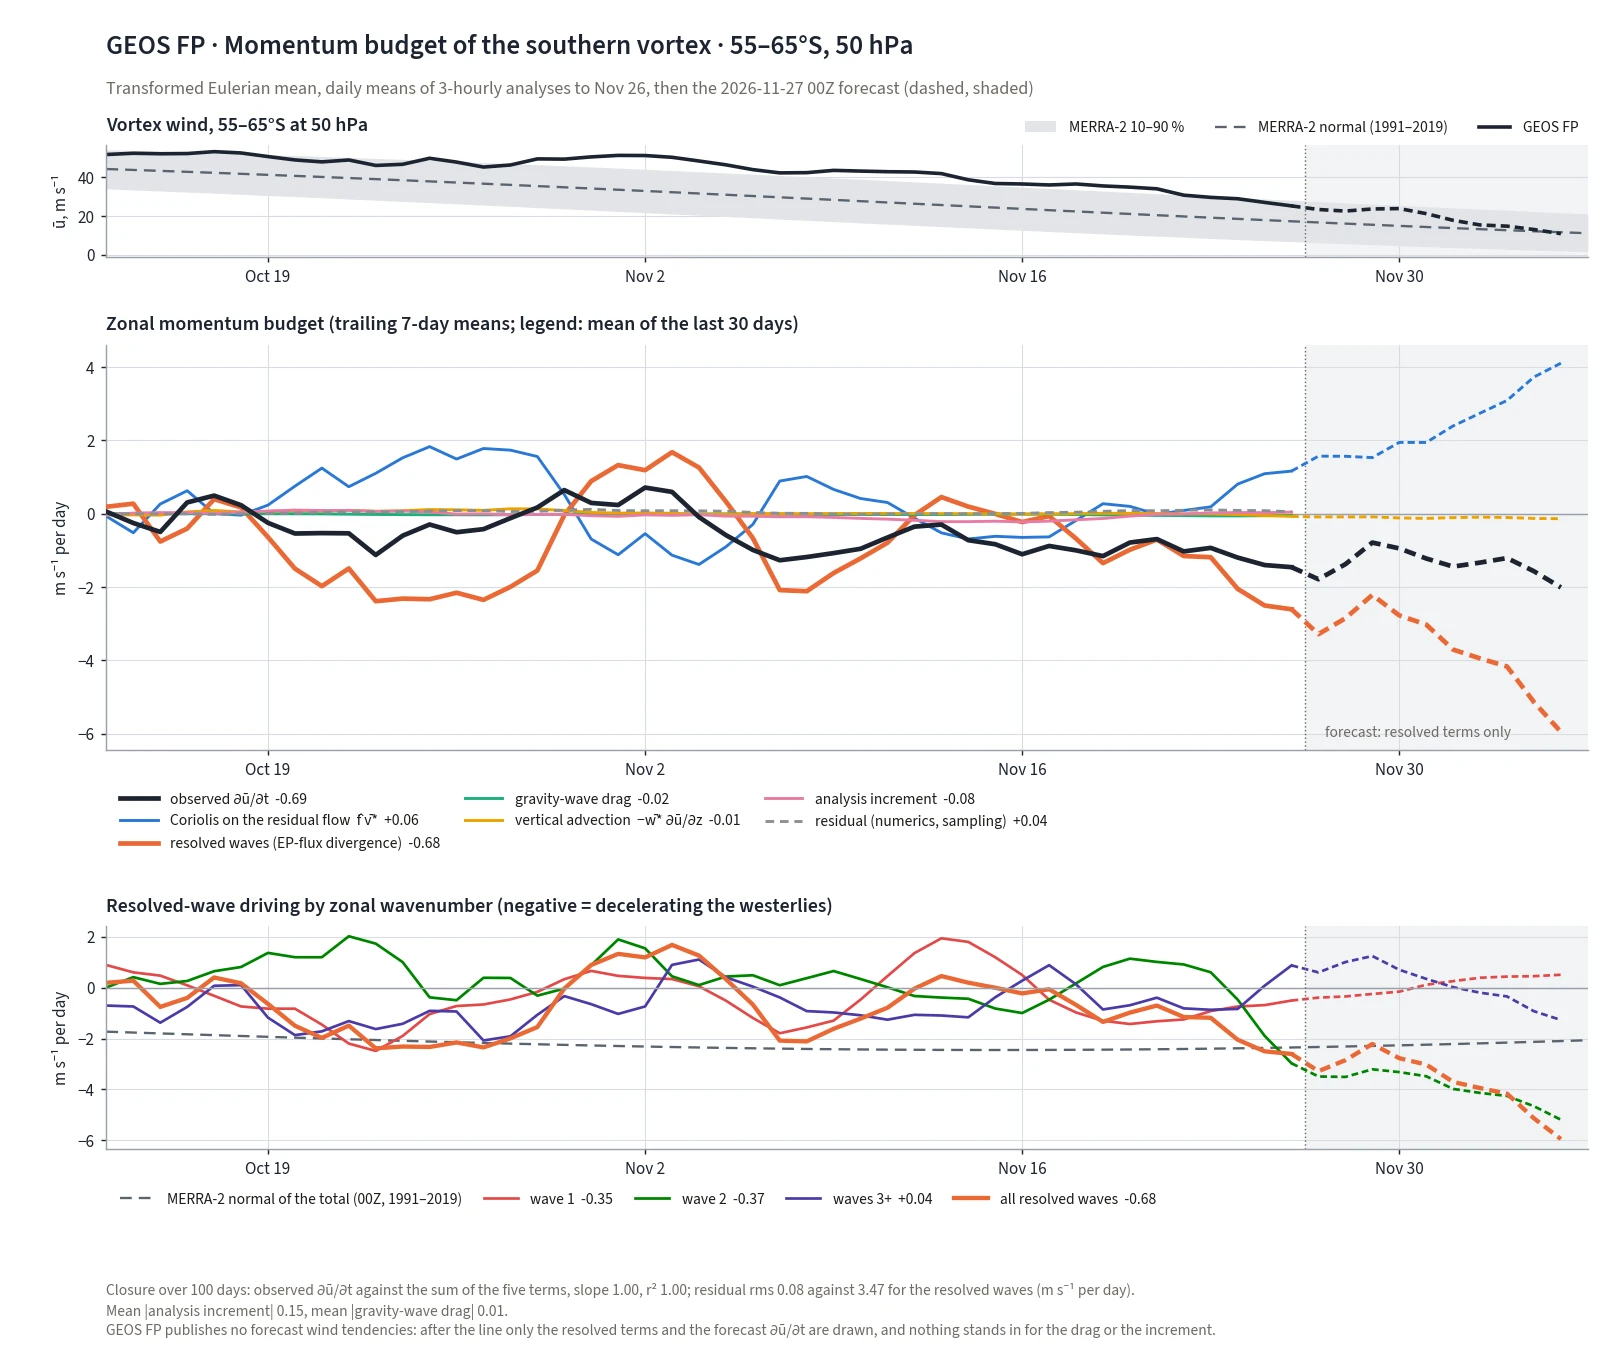 GEOS FP · Momentum budget of the southern vortex · 55–65°S, 50 hPa
Transformed Eulerian mean, daily means of 3-hourly analyses to Nov 26, then the 2026-11-27 00Z forecast (dashed, shaded)
Vortex wind, 55–65°S at 50 hPa
MERRA-2 10–90 %
MERRA-2 normal (1991–2019)
GEOS FP
ū, m s⁻¹
40
20
0
Oct 19
Nov 2
Nov 16
Nov 30
Zonal momentum budget (trailing 7-day means; legend: mean of the last 30 days)
m s⁻¹ per day
4
2
0
−2
−4
−6
forecast: resolved terms only
Oct 19
Nov 2
Nov 16
Nov 30
observed ∂ū/∂t -0.69
Coriolis on the residual flow f v̄* +0.06
resolved waves (EP-flux divergence) -0.68
gravity-wave drag -0.02
vertical advection −w̄* ∂ū/∂z -0.01
analysis increment -0.08
residual (numerics, sampling) +0.04
Resolved-wave driving by zonal wavenumber (negative = decelerating the westerlies)
m s⁻¹ per day
2
0
−2
−4
−6
Oct 19
Nov 2
Nov 16
Nov 30
MERRA-2 normal of the total (00Z, 1991–2019)
wave 1 -0.35
wave 2 -0.37
waves 3+ +0.04
all resolved waves -0.68
Closure over 100 days: observed ∂ū/∂t against the sum of the five terms, slope 1.00, r² 1.00; residual rms 0.08 against 3.47 for the resolved waves (m s⁻¹ per day).
Mean |analysis increment| 0.15, mean |gravity-wave drag| 0.01.
GEOS FP publishes no forecast wind tendencies: after the line only the resolved terms and the forecast ∂ū/∂t are drawn, and nothing stands in for the drag or the increment.